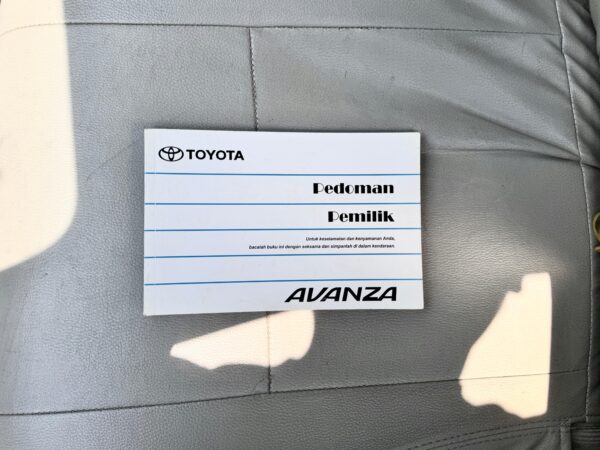 TOYOTA
Pedoman
Pemilik
Untuk keselamatan dan kenyamanan Anda,
bacalah buku ini dengan seksama dan simpanlah di dalam kendaraan.
AVANZA